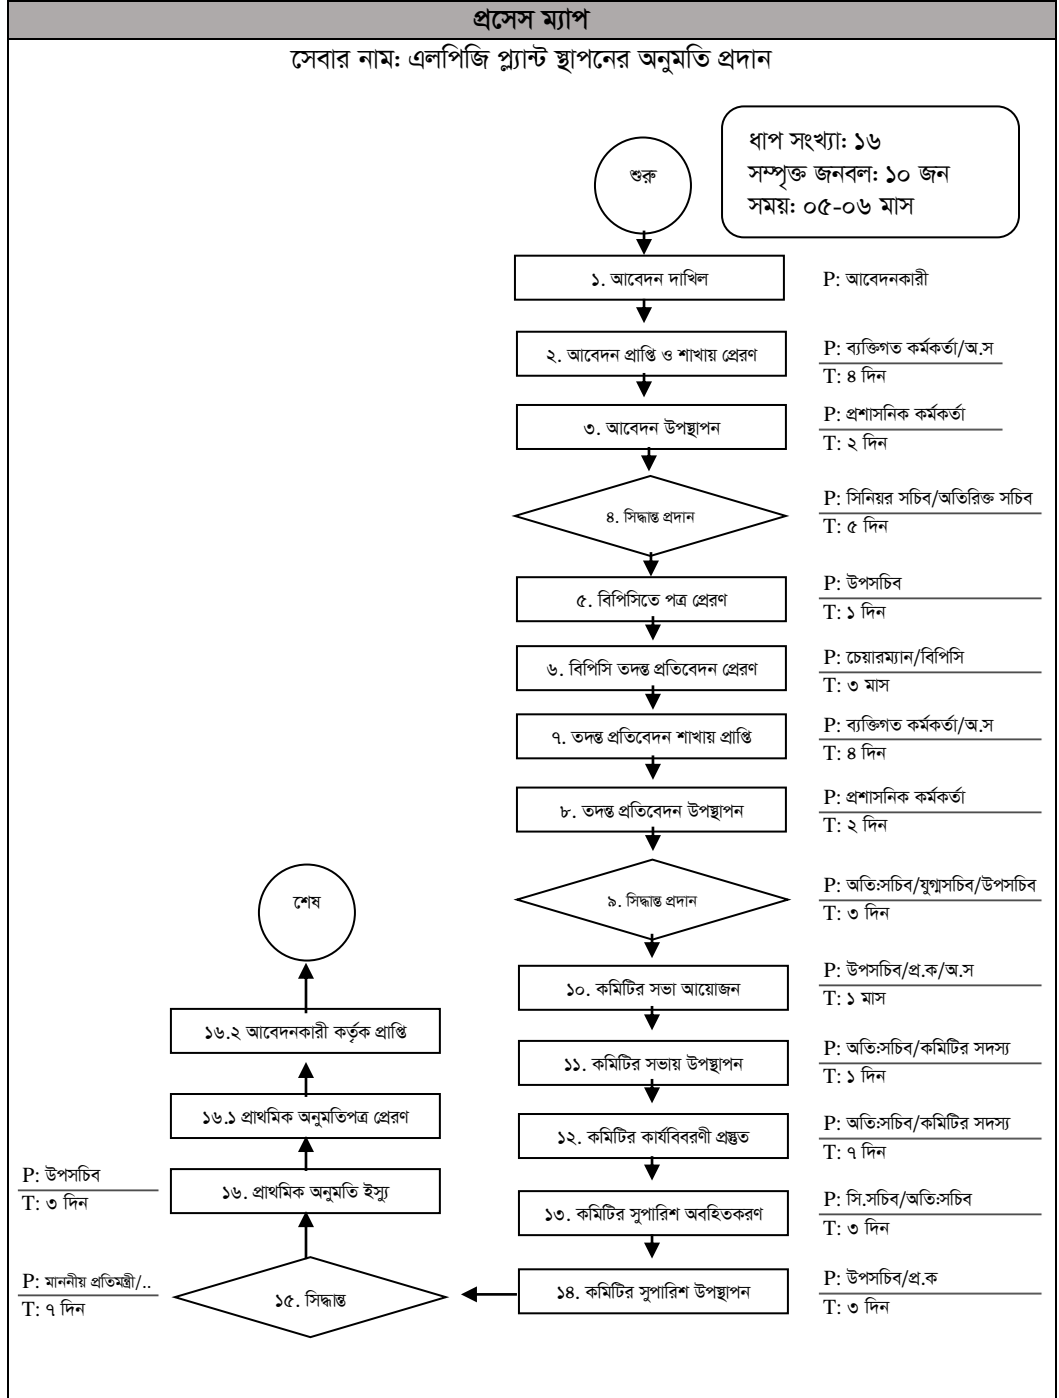 প্রসেস ম্যাপ
সেবার নাম: এলপিজি প্ল্যান্ট স্থাপনের অনুমতি প্রদান
ধাপ সংখ্যা: ১৬
সম্পৃক্ত জনবল: ১০ জন
সময়: ০৫-০৬ মাস
শুরু
১. আবেদন দাখিল
P: আবেদনকারী
২. আবেদন প্রাপ্তি ও শাখায় প্রেরণ
P: ব্যক্তিগত কর্মকর্তা/অ.স
T: ৪ দিন
৩. আবেদন উপস্থাপন
P: প্রশাসনিক কর্মকর্তা
T: ২ দিন
৪. সিদ্ধান্ত প্রদান
P: সিনিয়র সচিব/অতিরিক্ত সচিব
T: ৫ দিন
৫. বিপিসিতে পত্র প্রেরণ
P: উপসচিব
T: ১ দিন
৬. বিপিসি তদন্ত প্রতিবেদন প্রেরণ
P: চেয়ারম্যান/বিপিসি
T: ৩ মাস
৭. তদন্ত প্রতিবেদন শাখায় প্রাপ্তি
P: ব্যক্তিগত কর্মকর্তা/অ.স
T: ৪ দিন
৮. তদন্ত প্রতিবেদন উপস্থাপন
P: প্রশাসনিক কর্মকর্তা
T: ২ দিন
৯. সিদ্ধান্ত প্রদান
P: অতি:সচিব/যুগ্মসচিব/উপসচিব
T: ৩ দিন
১০. কমিটির সভা আয়োজন
P: উপসচিব/প্র.ক/অ.স
T: ১ মাস
১১. কমিটির সভায় উপস্থাপন
P: অতি:সচিব/কমিটির সদস্য
T: ১ দিন
১২. কমিটির কার্যবিবরণী প্রস্তুত
P: অতি:সচিব/কমিটির সদস্য
T: ৭ দিন
১৩. কমিটির সুপারিশ অবহিতকরণ
P: সি.সচিব/অতি:সচিব
T: ৩ দিন
১৪. কমিটির সুপারিশ উপস্থাপন
P: উপসচিব/প্র.ক
T: ৩ দিন
১৫. সিদ্ধান্ত
P: মাননীয় প্রতিমন্ত্রী/..
T: ৭ দিন
১৬. প্রাথমিক অনুমতি ইস্যু
P: উপসচিব
T: ৩ দিন
১৬.১ প্রাথমিক অনুমতিপত্র প্রেরণ
১৬.২ আবেদনকারী কর্তৃক প্রাপ্তি
শেষ